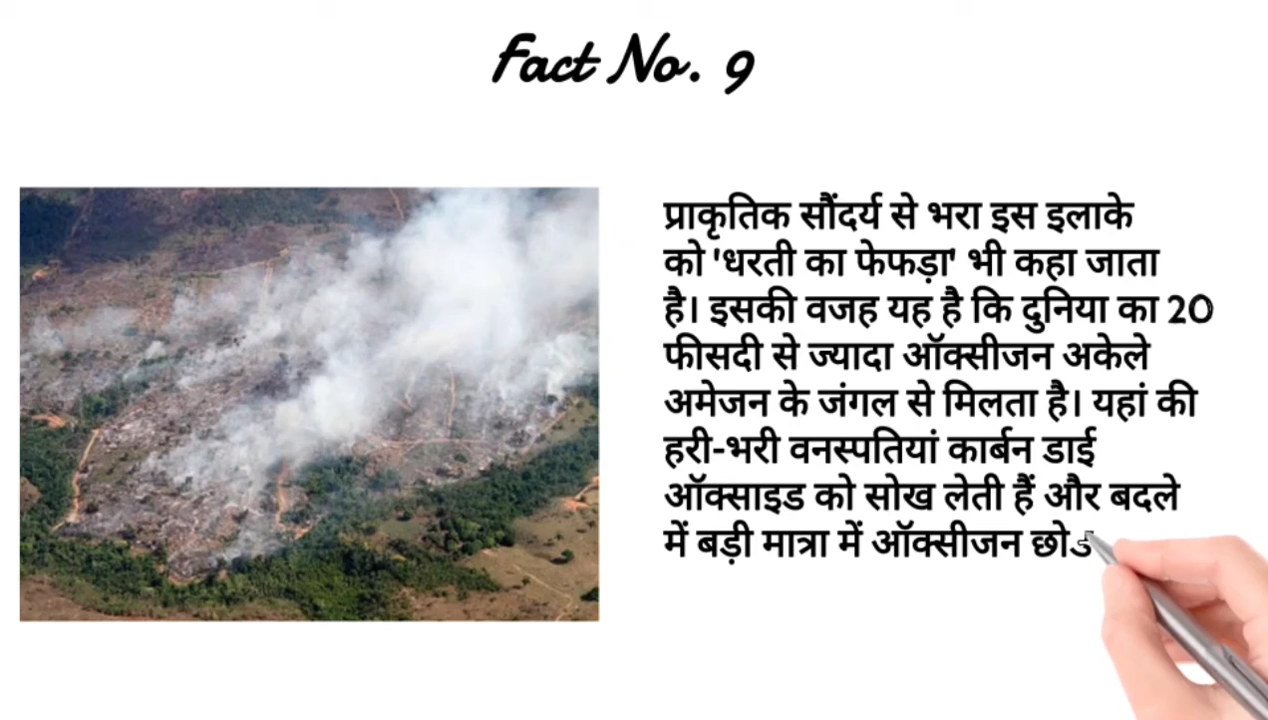 Fact No. 9
प्राकृतिक सौंदर्य से भरा इस इलाके
को 'धरती का फेफड़ा' भी कहा जाता
है। इसकी वजह यह है कि दुनिया का 20
फीसदी से ज्यादा ऑक्सीजन अकेले
अमेजन के जंगल से मिलता है। यहां की
हरी-भरी वनस्पतियां कार्बन डाई
ऑक्साइड को सोख लेती हैं और बदले
में बड़ी मात्रा में ऑक्सीजन